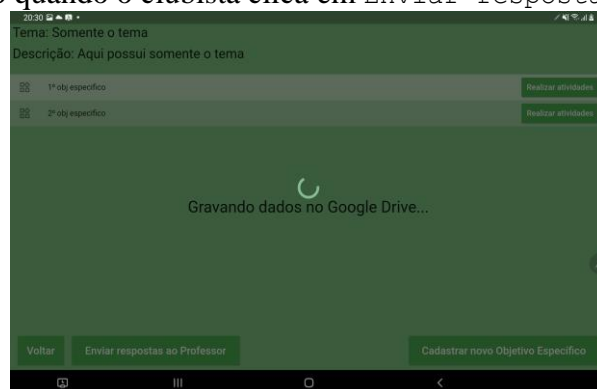 quando o clubista clica em Enviar resposta
20:30
Tema: Somente o tema
Descrição: Aqui possui somente o tema
1º obj especifico
Realizar atividades
2º obj especifico
Realizar atividades
Gravando dados no Google Drive...
Voltar
Enviar respostas ao Professor
Cadastrar novo Objetivo Específico